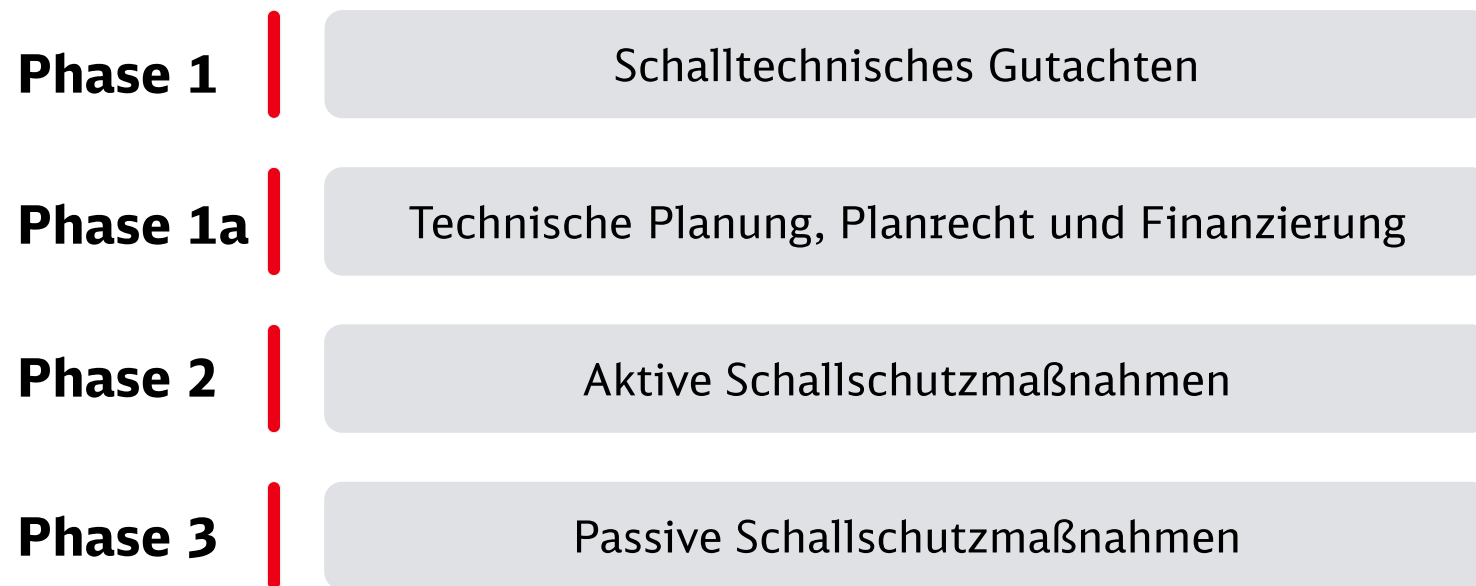 Phase 1
Schalltechnisches Gutachten
Phase 1a
Technische Planung, Planrecht und Finanzierung
Phase 2
Aktive Schallschutzmaßnahmen
Phase 3
Passive Schallschutzmaßnahmen